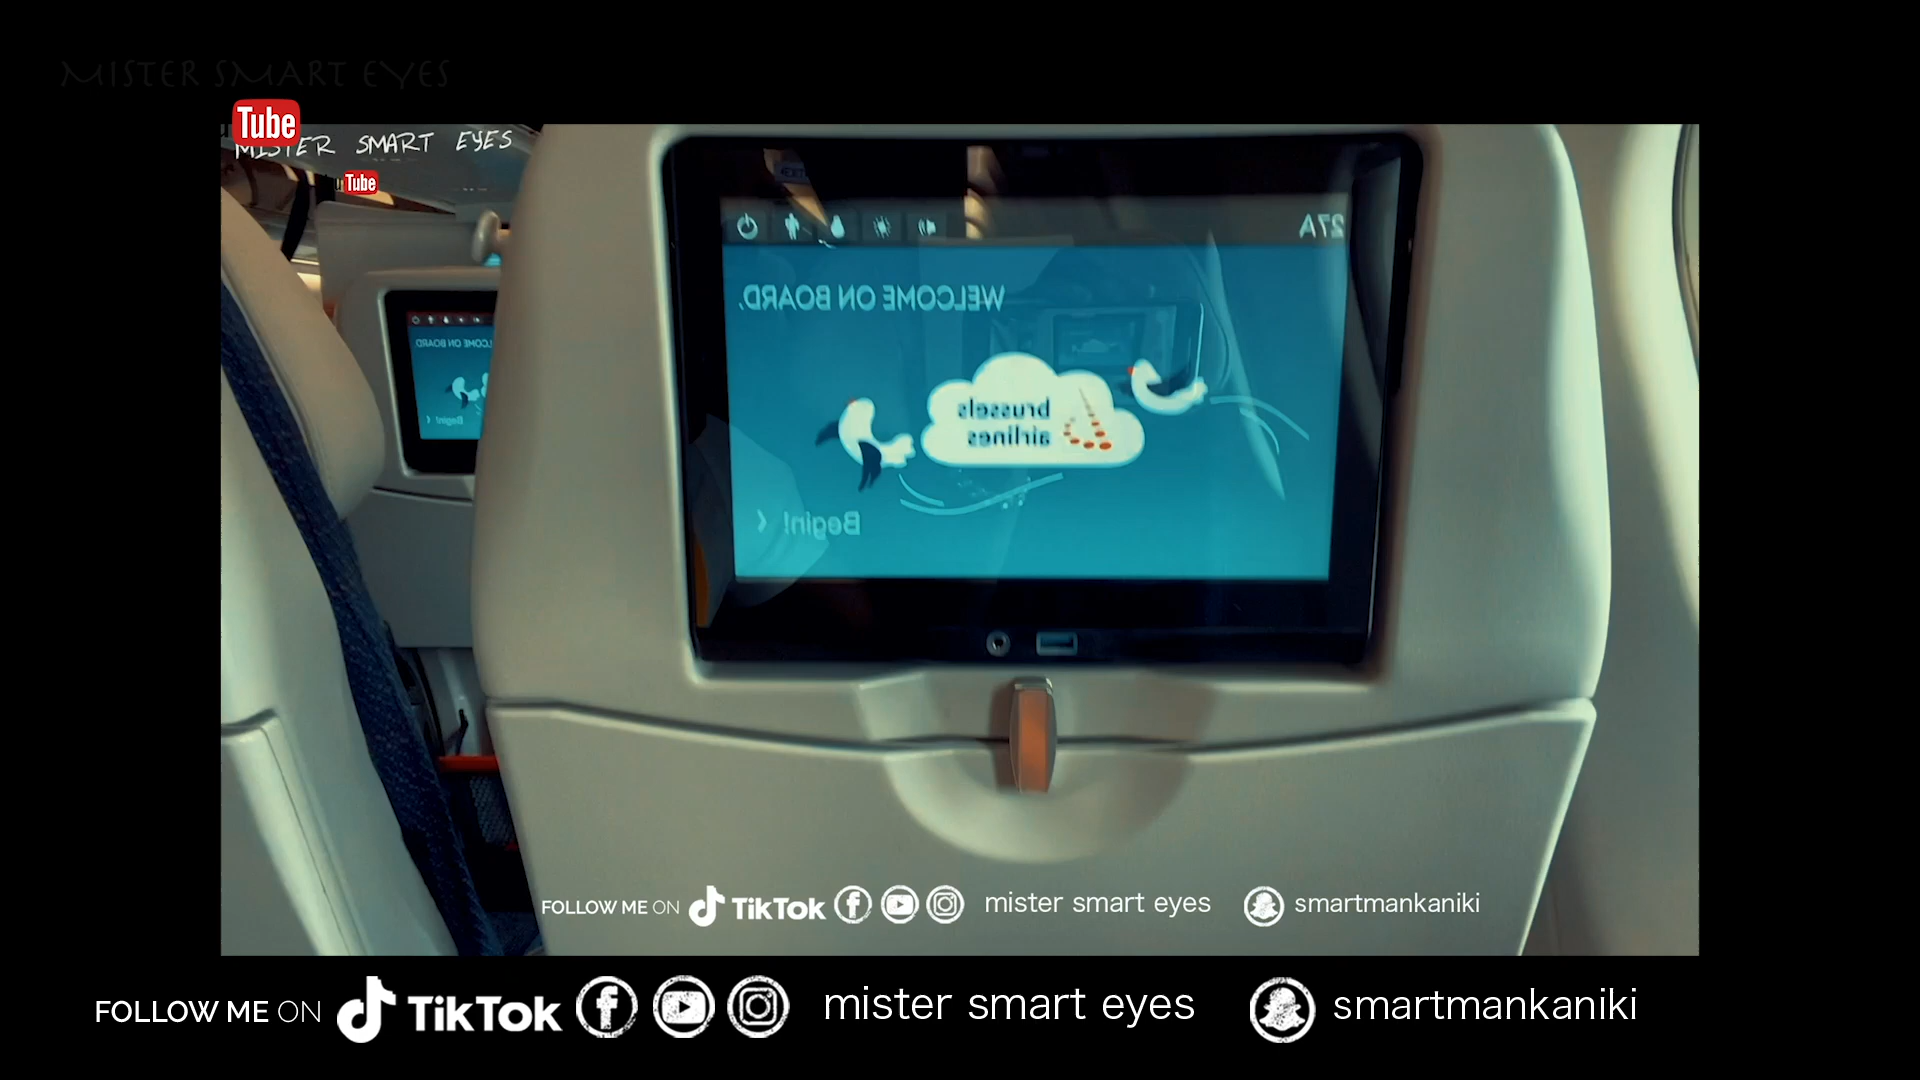 MISTER SMART EYES
Tube
MISTER SMART EYES
Tube
27A
WELCOME ON BOARD.
brussels
airlines
Begin!
COME ON BOARD.
Begin!
FOLLOW ME ON TikTok mister smart eyes smartmankaniki
FOLLOW ME ON TikTok mister smart eyes smartmankaniki